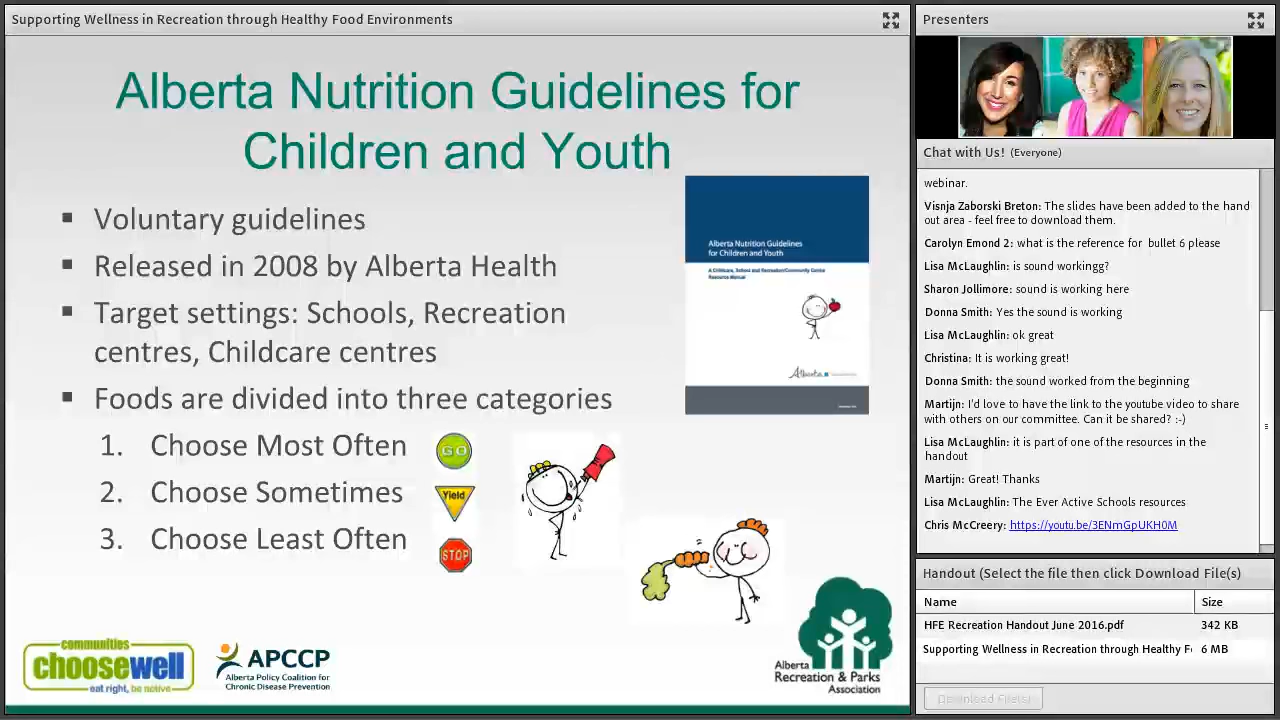 Supporting Wellness in Recreation through Healthy Food Environments
Alberta Nutrition Guidelines for
Children and Youth
▪ Voluntary guidelines
▪ Released in 2008 by Alberta Health
▪ Target settings: Schools, Recreation
centres, Childcare centres
▪ Foods are divided into three categories
1. Choose Most Often
GO
2. Choose Sometimes
Yield
3. Choose Least Often
STOP
Alberta Nutrition Guidelines
for Children and Youth
A Childcare, School and Recreation/Community Centre
Resource Manual
Alberta
communities
choosewell
eat right, be active
APCCP
Alberta Policy Coalition for
Chronic Disease Prevention
Alberta
Recreation & Parks
Association
Presenters
Chat with Us! (Everyone)
webinar.
Visnja Zaborski Breton: The slides have been added to the hand
out area - feel free to download them.
Carolyn Emond 2: what is the reference for bullet 6 please
Lisa McLaughlin: is sound workingg?
Sharon Jollimore: sound is working here
Donna Smith: Yes the sound is working
Lisa McLaughlin: ok great
Christina: It is working great!
Donna Smith: the sound worked from the beginning
Martijn: I'd love to have the link to the youtube video to share
with others on our committee. Can it be shared? :-)
Lisa McLaughlin: it is part of one of the resources in the
handout
Martijn: Great! Thanks
Lisa McLaughlin: The Ever Active Schools resources
Chris McCreery: https://youtu.be/3ENmGpUKH0M
Handout (Select the file then click Download File(s)
Name Size
HFE Recreation Handout June 2016.pdf 342 KB
Supporting Wellness in Recreation through Healthy F 6 MB
Download File(s)